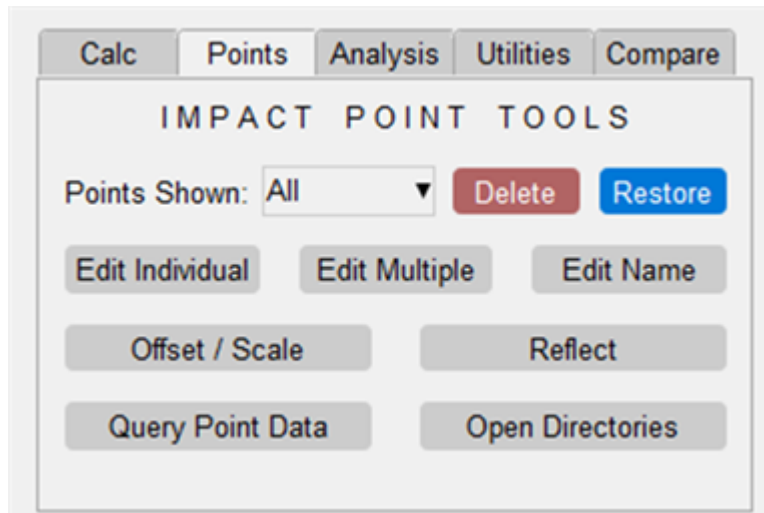 Calc Points Analysis Utilities Compare
IMPACT POINT TOOLS
Points Shown: All Delete Restore
Edit Individual Edit Multiple Edit Name
Offset / Scale Reflect
Query Point Data Open Directories